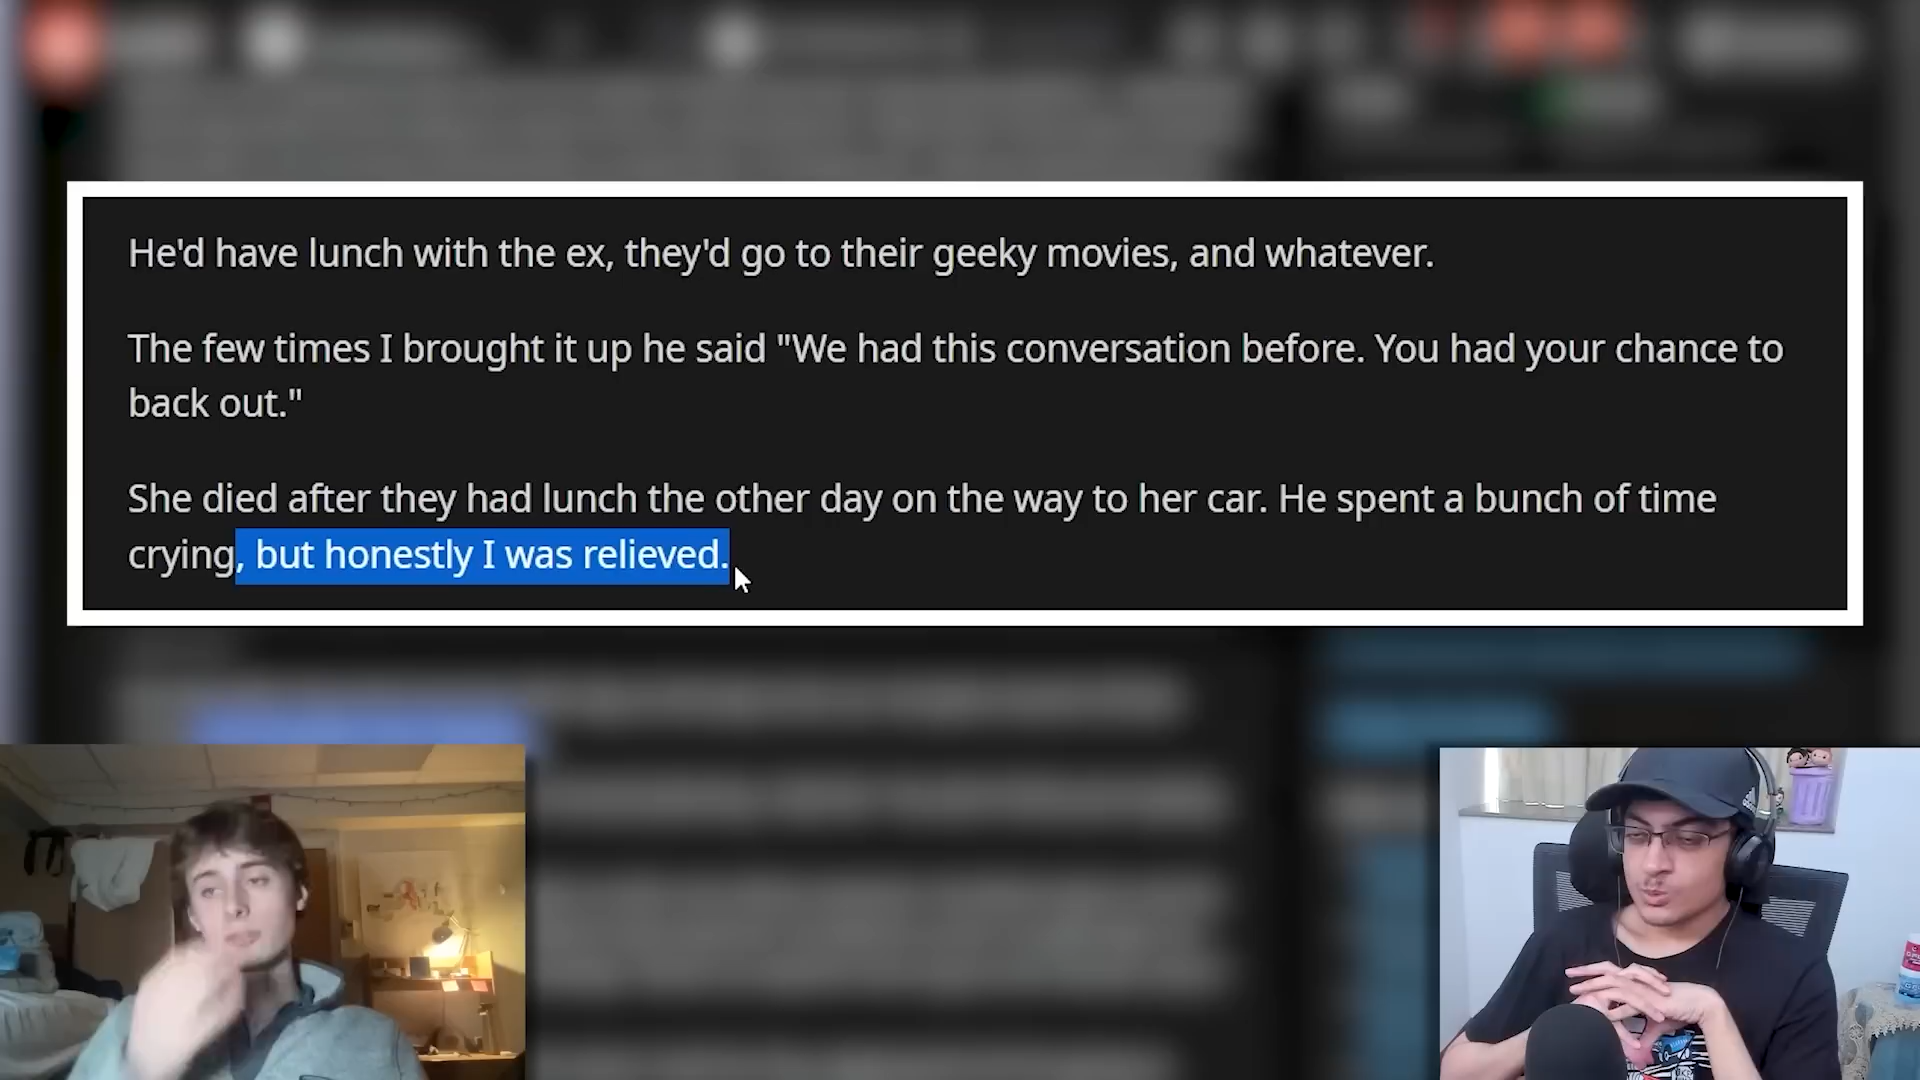 He'd have lunch with the ex, they'd go to their geeky movies, and whatever.
The few times I brought it up he said "We had this conversation before. You had your chance to
back out."
She died after they had lunch the other day on the way to her car. He spent a bunch of time
crying, but honestly I was relieved.